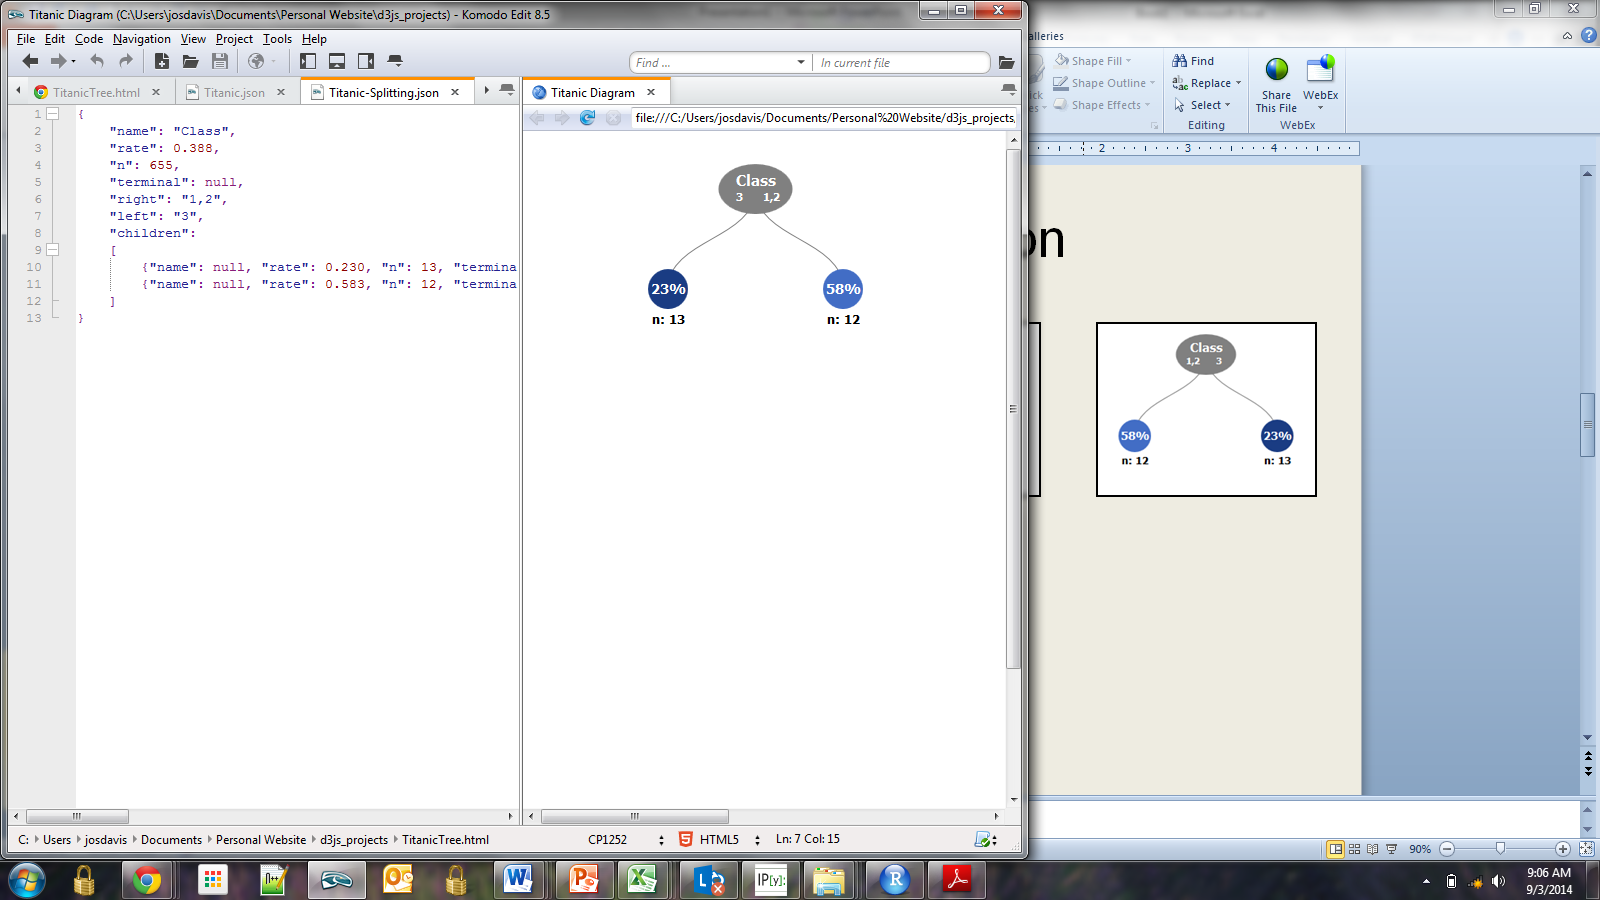 Titanic Diagram (C:\Users\josdavis\Documents\Personal Website\d3js_projects) - Komodo Edit 8.5
File Edit Code Navigation View Project Tools Help
Find ... In current file
TitanicTree.html Titanic.json Titanic-Splitting.json
1 {
2 "name": "Class",
3 "rate": 0.388,
4 "n": 655,
5 "terminal": null,
6 "right": "1,2",
7 "left": "3",
8 "children":
9 [
10 {"name": null, "rate": 0.230, "n": 13, "termina
11 {"name": null, "rate": 0.583, "n": 12, "termina
12 ]
13 }
Titanic Diagram
file:///C:/Users/josdavis/Documents/Personal%20Website/d3js_projects,
Class
3 1,2
23% 58%
n: 13 n: 12
C: Users josdavis Documents Personal Website d3js_projects TitanicTree.html CP1252 HTML5 Ln: 7 Col: 15
alleries
Shape Fill Find
Shape Outline Replace
Shape Effects Select
Share This File WebEx
Editing WebEx
2 3 4
on
Class
1,2 3
58% 23%
n: 12 n: 13
90%
IP[y]:
9:06 AM
9/3/2014